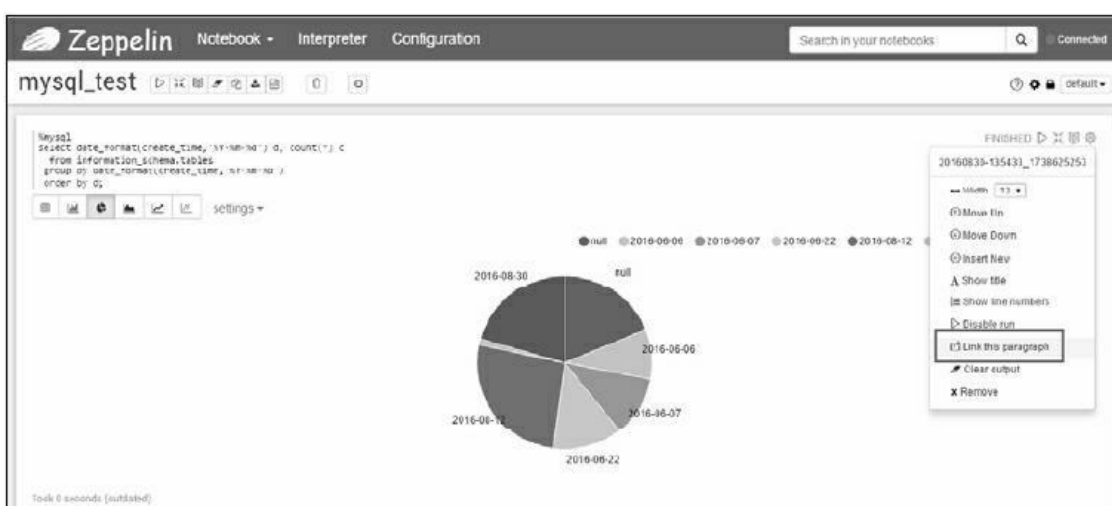 Zeppelin Notebook Interpreter Configuration Search in your notebooks Connected
mysql_test default
%mysql
select date_format(create_time,'%Y-%m-%d') d, count(*) c
from information_schema.tables
group by date_format(create_time, '%Y-%m-%d')
order by d;
settings
FINISHED
20160830-135433_1738625253
Width
Move Up
Move Down
Insert New
Show title
Show line numbers
Disable run
Link this paragraph
Clear output
Remove
null 2016-06-06 2016-06-07 2016-06-22 2016-08-12
2016-08-30
null
2016-06-06
2016-06-07
2016-06-22
Took 0 seconds (outdated)